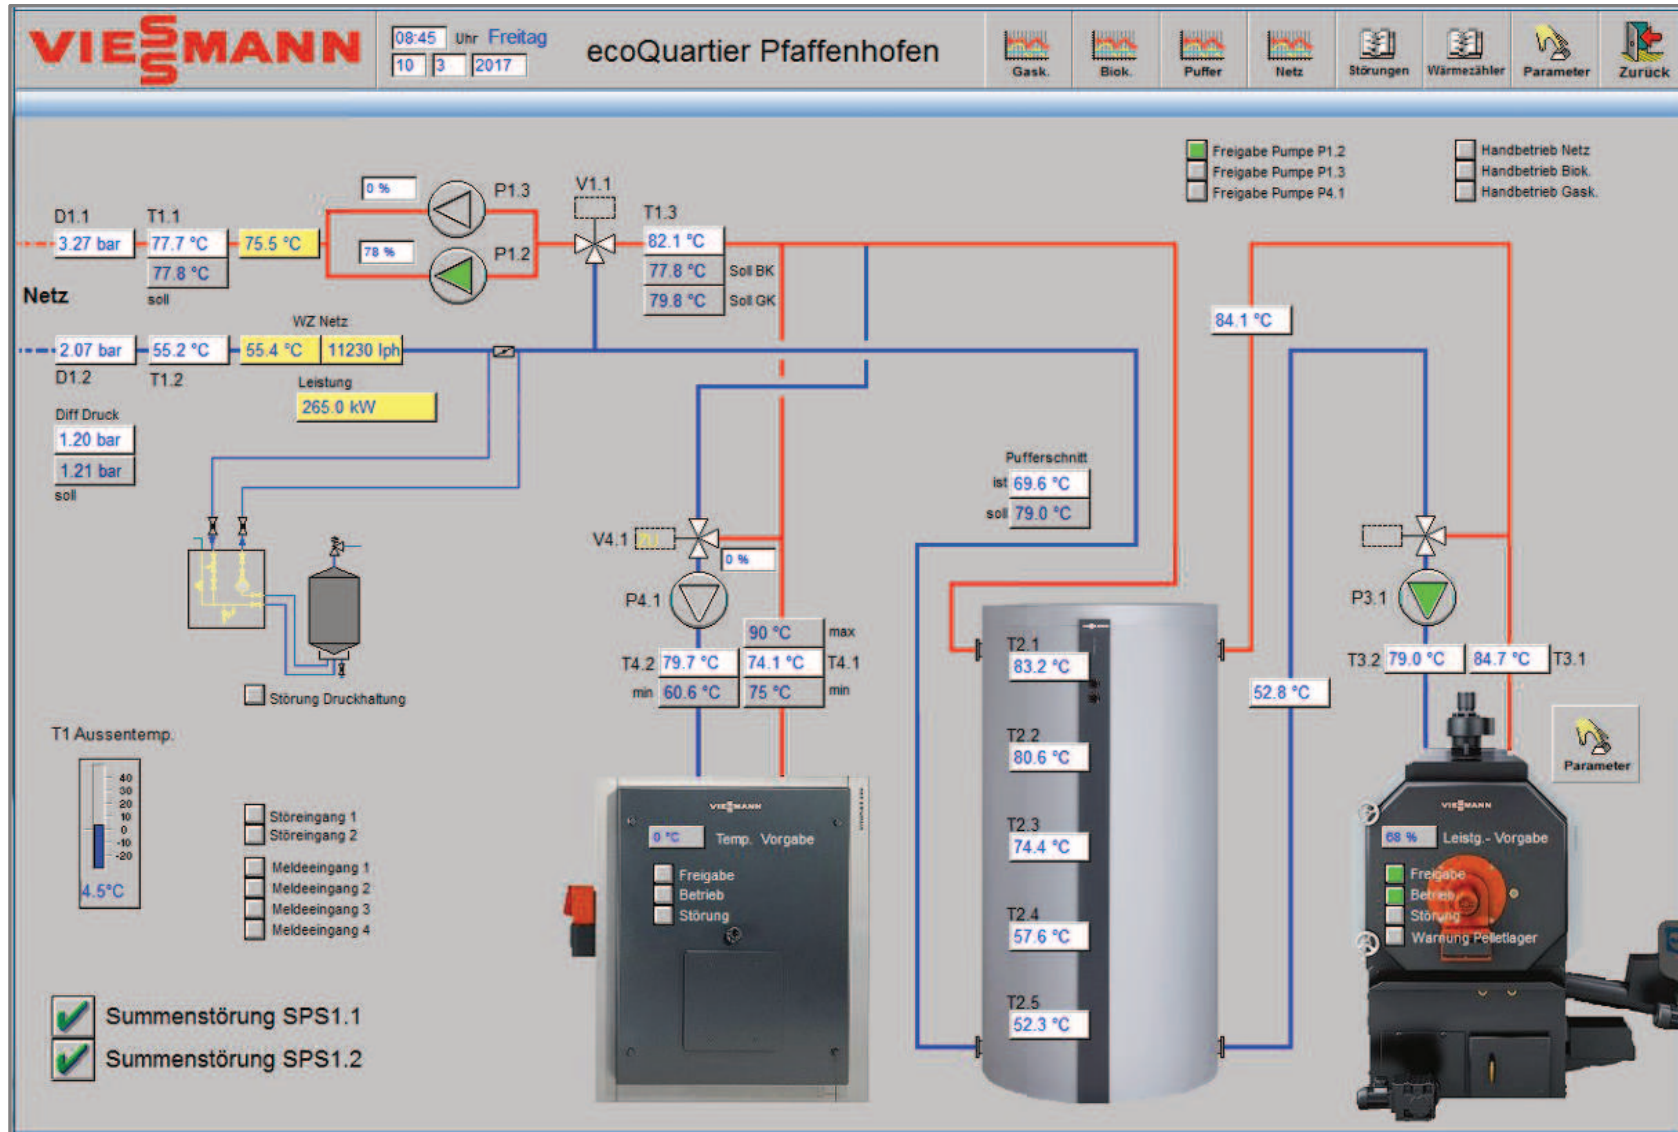 VIESSMANN
08:45 Uhr Freitag
10 3 2017
ecoQuartier Pfaffenhofen
Gask.
Biok.
Puffer
Netz
Störungen
Wärmezähler
Parameter
Zurück
Freigabe Pumpe P1.2
Freigabe Pumpe P1.3
Freigabe Pumpe P4.1
Handbetrieb Netz
Handbetrieb Biok.
Handbetrieb Gask.
D1.1
3.27 bar
T1.1
77.7 °C
77.8 °C
soll
75.5 °C
0 %
P1.3
78 %
P1.2
V1.1
T1.3
82.1 °C
77.8 °C Soll BK
79.8 °C Soll GK
Netz
WZ Netz
2.07 bar
D1.2
55.2 °C
T1.2
55.4 °C
11230 lph
Leistung
265.0 kW
Diff Druck
1.20 bar
1.21 bar
soll
84.1 °C
Pufferschnitt
ist 69.6 °C
soll 79.0 °C
V4.1 ZU
0 %
P4.1
90 °C max
T4.2 79.7 °C
74.1 °C T4.1
min 60.6 °C
75 °C min
P3.1
T3.2 79.0 °C
84.7 °C T3.1
52.8 °C
Störung Druckhaltung
T1 Aussentemp.
40
30
20
10
0
-10
-20
4.5°C
Störeingang 1
Störeingang 2
Meldeeingang 1
Meldeeingang 2
Meldeeingang 3
Meldeeingang 4
VIESSMANN
0 °C Temp. Vorgabe
Freigabe
Betrieb
Störung
T2.1
83.2 °C
T2.2
80.6 °C
T2.3
74.4 °C
T2.4
57.6 °C
T2.5
52.3 °C
Parameter
VIESSMANN
68 % Leistg.- Vorgabe
Freigabe
Betrieb
Störung
Warnung Pelletlager
Summenstörung SPS1.1
Summenstörung SPS1.2